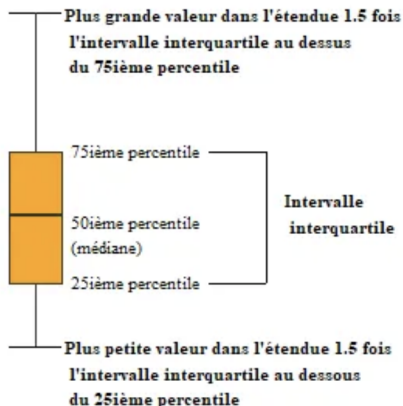 Plus grande valeur dans l'étendue 1.5 fois
l'intervalle interquartile au dessus
du 75ième percentile
75ième percentile
Intervalle
interquartile
50ième percentile
(médiane)
25ième percentile
Plus petite valeur dans l'étendue 1.5 fois
l'intervalle interquartile au dessous
du 25ième percentile